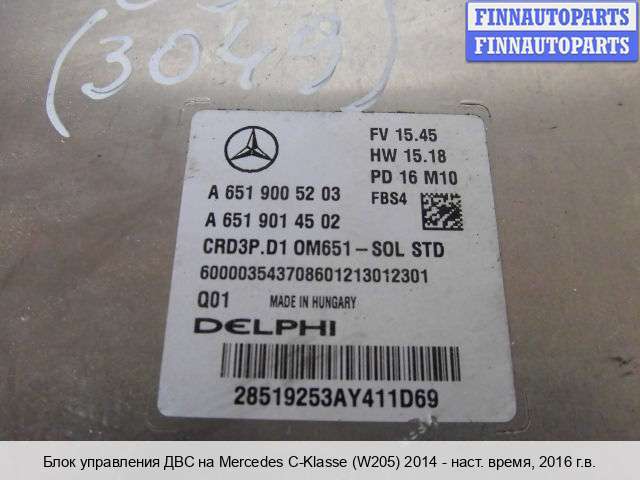 FINNAUTOPARTS
FINNAUTOPARTS
(3049)
FV 15.45
HW 15.18
PD 16 M10
FBS4
A 651 900 52 03
A 651 901 45 02
CRD3P.D1 OM651-SOL STD
600003543708601213012301
Q01 MADE IN HUNGARY
DELPHI
28519253AY411D69
Блок управления ДВС на Mercedes C-Klasse (W205) 2014 - наст. время, 2016 г.в.